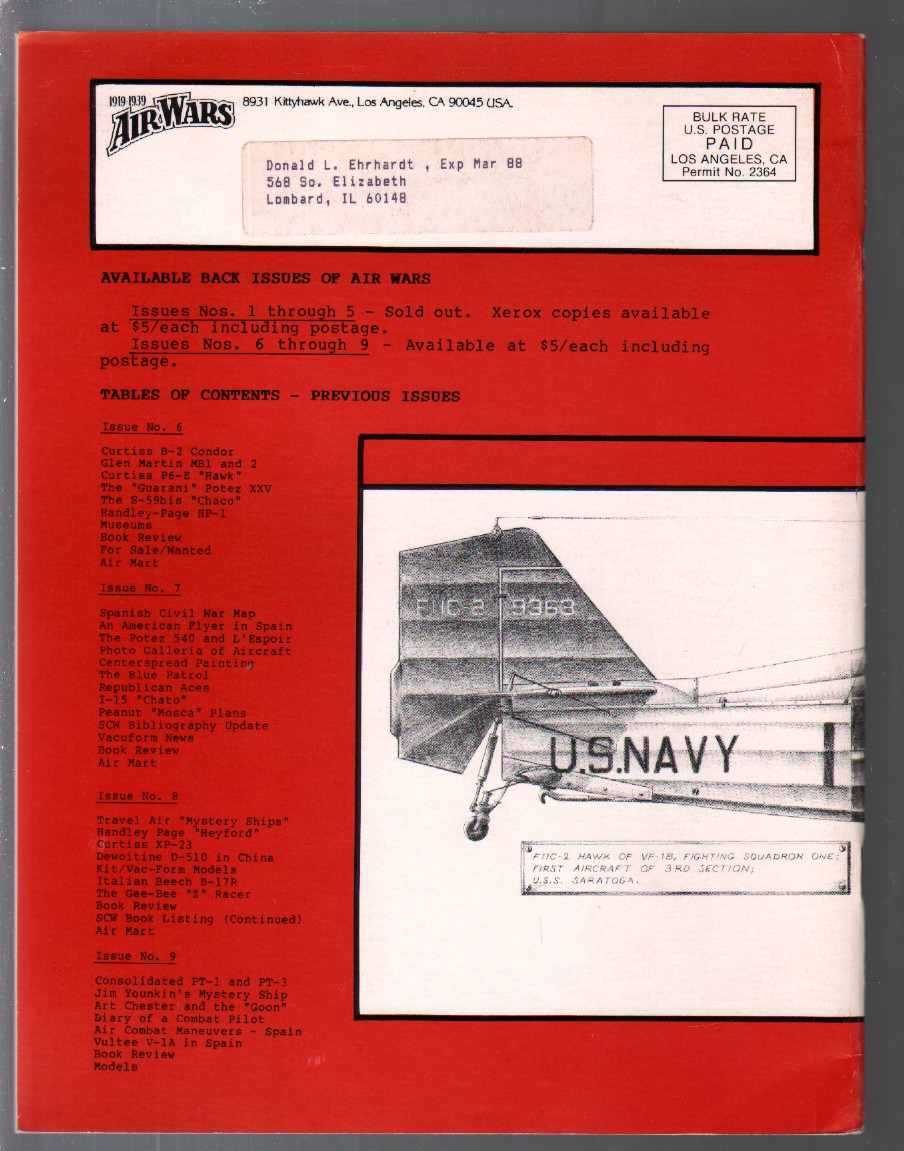 1919-1939
AIR WARS
8931 Kittyhawk Ave., Los Angeles, CA 90045 USA.
BULK RATE
U.S. POSTAGE
PAID
LOS ANGELES, CA
Permit No. 2364
Donald L. Ehrhardt , Exp Mar 88
568 So. Elizabeth
Lombard, IL 60148
AVAILABLE BACK ISSUES OF AIR WARS
Issues Nos. 1 through 5 - Sold out. Xerox copies available
at $5/each including postage.
Issues Nos. 6 through 9 - Available at $5/each including
postage.
TABLES OF CONTENTS - PREVIOUS ISSUES
Issue No. 6
Curtiss B-2 Condor
Glen Martin MB1 and 2
Curtiss P6-E "Hawk"
The "Guarani" Potez XXV
The S-59bis "Chaco"
Handley-Page HP-1
Museums
Book Review
For Sale/Wanted
Air Mart
Issue No. 7
Spanish Civil War Map
An American Flyer in Spain
The Potez 540 and L'Espoir
Photo Galleria of Aircraft
Centerspread Painting
The Blue Patrol
Republican Aces
I-15 "Chato"
Peanut "Mosca" Plans
SCW Bibliography Update
Vacuform News
Book Review
Air Mart
Issue No. 8
Travel Air "Mystery Ships"
Handley Page "Heyford"
Curtiss XP-23
Dewoitine D-510 in China
Kit/Vac-Form Models
Italian Beech B-17R
The Gee-Bee "Z" Racer
Book Review
SCW Book Listing (Continued)
Air Mart
Issue No. 9
Consolidated PT-1 and PT-3
Jim Younkin's Mystery Ship
Art Chester and the "Goon"
Diary of a Combat Pilot
Air Combat Maneuvers - Spain
Vultee V-1A in Spain
Book Review
Models
F11C-2 9363
U.S.NAVY 1
F11C-2 HAWK OF VF-1B, FIGHTING SQUADRON ONE;
FIRST AIRCRAFT OF 3RD SECTION;
U.S.S. SARATOGA.